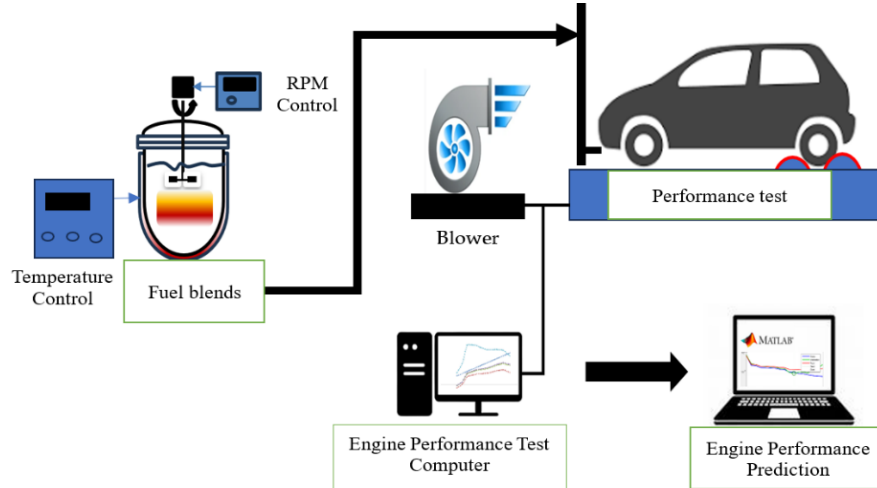 RPM
Control
Temperature
Control
Fuel blends
Blower
Performance test
Engine Performance Test
Computer
MATLAB
Engine Performance
Prediction